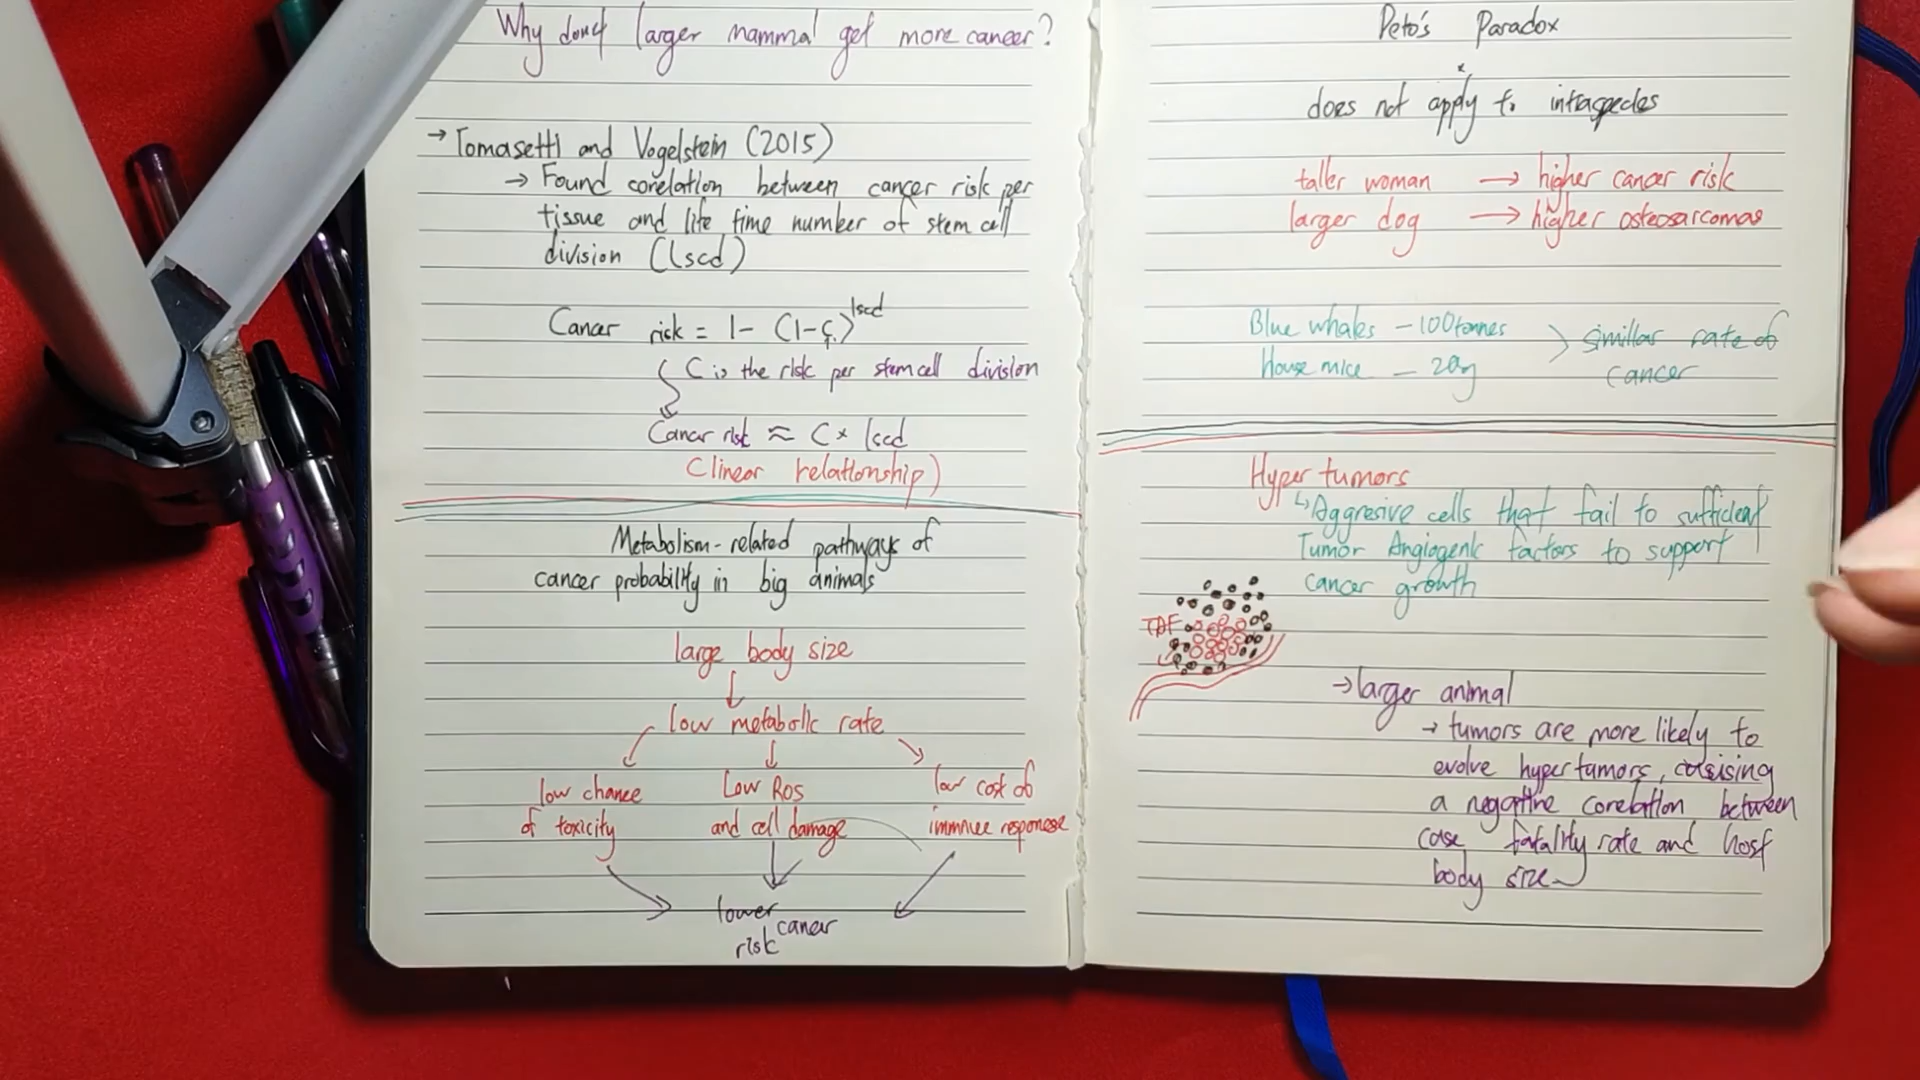 Why don't larger mammal get more cancer?
→ Tomasetti and Vogelstein (2015)
→ Found corelation between cancer risk per
tissue and life time number of stem cell
division (lscd)
Cancer risk = 1- (1-c)^lscd
C is the risk per stem cell division
Cancer risk ≈ C × lscd
(linear relationship)
Metabolism-related pathways of
cancer probability in big animals
large body size
↓
low metabolic rate
low chance of toxicity
Low Ros and cell damage
low cost of immune response
lower cancer
risk
Peto's Paradox
does not apply to intraspecies
taller woman → higher cancer risk
larger dog → higher osteosarcomas
Blue whales - 100 tonnes
House mice - 20g
similar rate of
cancer
Hyper tumors
↳ Aggresive cells that fail to sufficient
Tumor Angiogenic factors to support
cancer growth
TAF
→ larger animal
→ tumors are more likely to
evolve hypertumors, causing
a negative corelation between
case fatality rate and host
body size